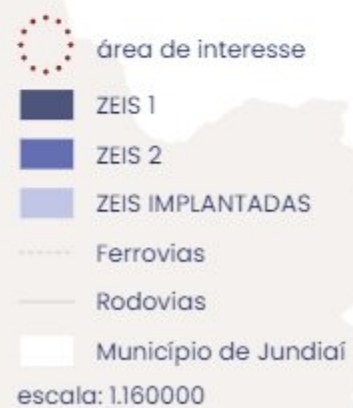 área de interesse
ZEIS 1
ZEIS 2
ZEIS IMPLANTADAS
Ferrovias
Rodovias
Município de Jundiaí
escala: 1.160000